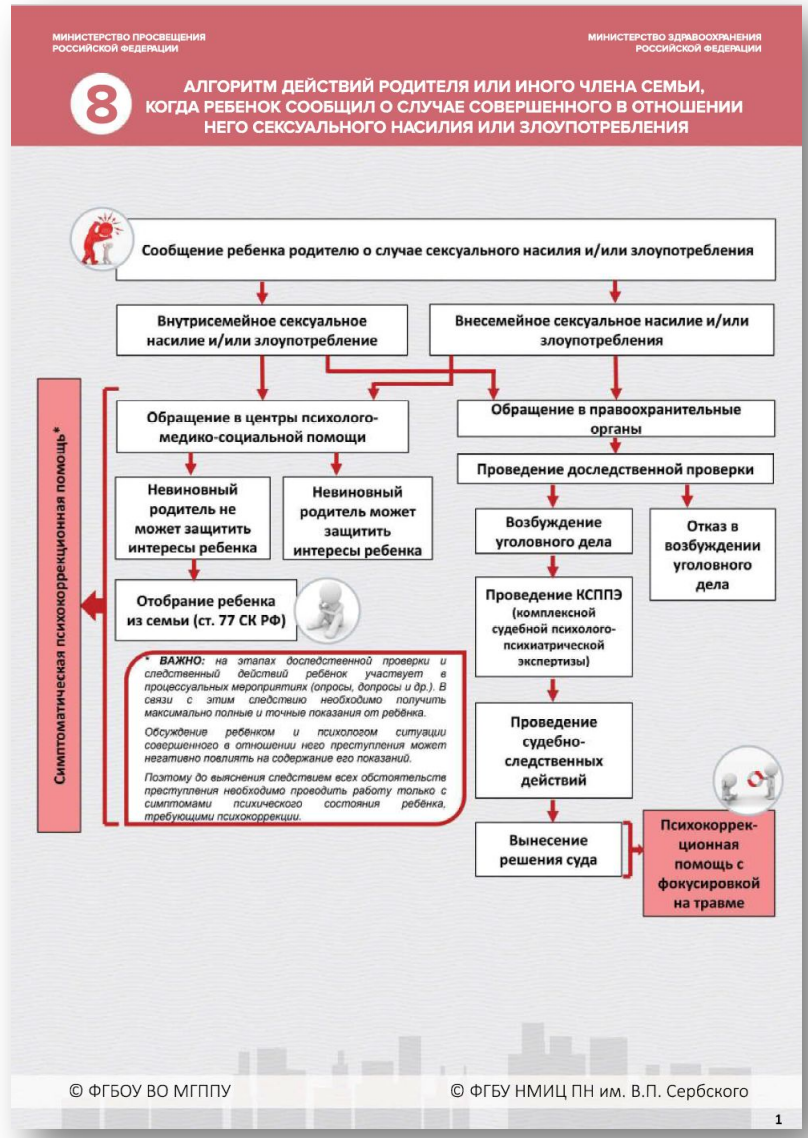 МИНИСТЕРСТВО ПРОСВЕЩЕНИЯ
РОССИЙСКОЙ ФЕДЕРАЦИИ
МИНИСТЕРСТВО ЗДРАВООХРАНЕНИЯ
РОССИЙСКОЙ ФЕДЕРАЦИИ
8
АЛГОРИТМ ДЕЙСТВИЙ РОДИТЕЛЯ ИЛИ ИНОГО ЧЛЕНА СЕМЬИ,
КОГДА РЕБЕНОК СООБЩИЛ О СЛУЧАЕ СОВЕРШЕННОГО В ОТНОШЕНИИ
НЕГО СЕКСУАЛЬНОГО НАСИЛИЯ ИЛИ ЗЛОУПОТРЕБЛЕНИЯ
Сообщение ребенка родителю о случае сексуального насилия и/или злоупотребления
Внутрисемейное сексуальное
насилие и/или злоупотребление
Внесемейное сексуальное насилие и/или
злоупотребления
Симптоматическая психокоррекционная помощь*
Обращение в центры психолого-
медико-социальной помощи
Обращение в правоохранительные
органы
Проведение доследственной проверки
Невиновный
родитель не
может защитить
интересы ребенка
Невиновный
родитель может
защитить
интересы ребенка
Возбуждение
уголовного дела
Отказ в
возбуждении
уголовного
дела
Отобрание ребенка
из семьи (ст. 77 СК РФ)
Проведение КСППЭ
(комплексной
судебной психолого-
психиатрической
экспертизы)
* ВАЖНО: на этапах доследственной проверки и
следственный действий ребёнок участвует в
процессуальных мероприятиях (опросы, допросы и др.). В
связи с этим следствию необходимо получить
максимально полные и точные показания от ребёнка.
Обсуждение ребёнком и психологом ситуации
совершенного в отношении него преступления может
негативно повлиять на содержание его показаний.
Поэтому до выяснения следствием всех обстоятельств
преступления необходимо проводить работу только с
симптомами психического состояния ребёнка,
требующими психокоррекции.
Проведение
судебно-
следственных
действий
Вынесение
решения суда
Психокоррек-
ционная
помощь с
фокусировкой
на травме
© ФГБОУ ВО МГППУ
© ФГБУ НМИЦ ПН им. В.П. Сербского
1